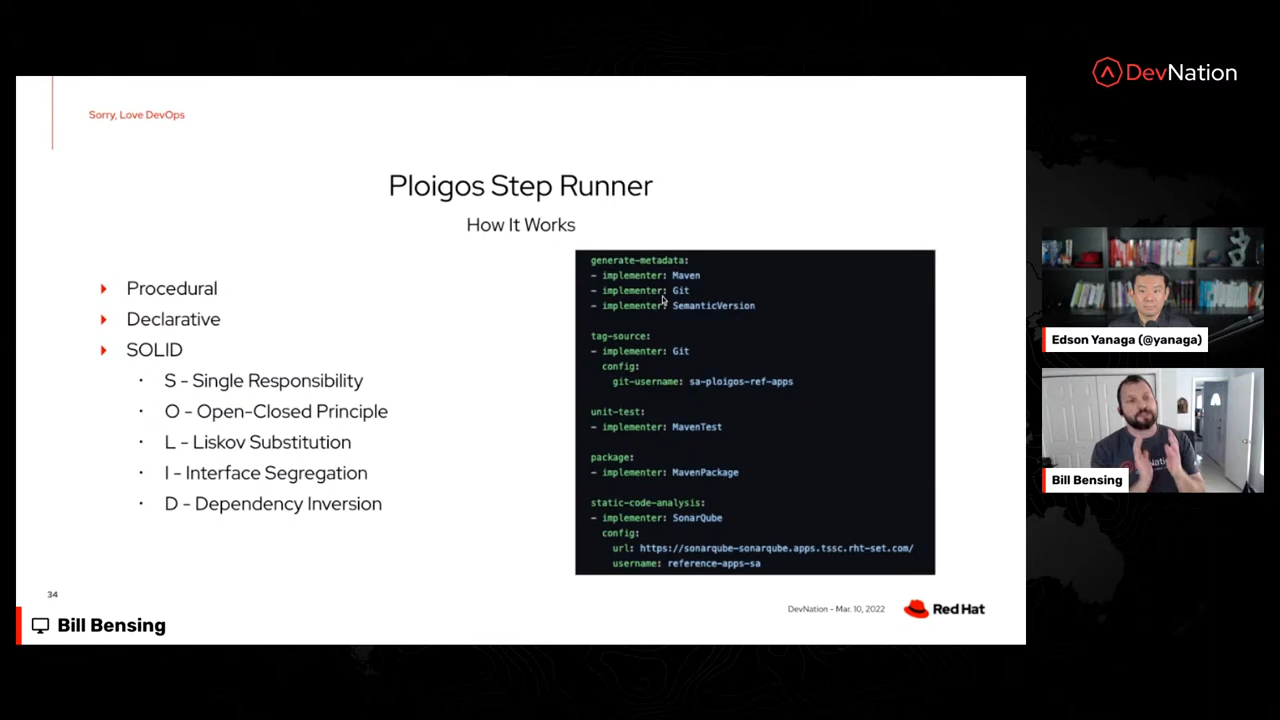 DevNation
Sorry, Love DevOps
Ploigos Step Runner
How It Works
Procedural
Declarative
SOLID
S - Single Responsibility
O - Open-Closed Principle
L - Liskov Substitution
I - Interface Segregation
D - Dependency Inversion
generate-metadata:
- implementer: Maven
- implementer: Git
- implementer: SemanticVersion
tag-source:
- implementer: Git
config:
git-username: sa-ploigos-ref-apps
unit-test:
- implementer: MavenTest
package:
- implementer: MavenPackage
static-code-analysis:
- implementer: SonarQube
config:
url: https://sonarqube-sonarqube.apps.tssc.rht-set.com/
username: reference-apps-sa
34
DevNation - Mar. 10, 2022
Red Hat
Bill Bensing
Edson Yanaga (@yanaga)
Bill Bensing